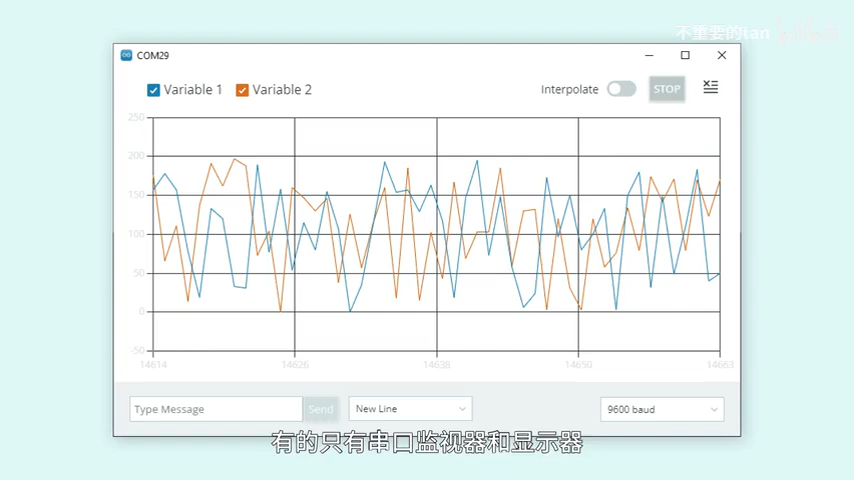 不重要的tan
COM29
Variable 1
Variable 2
Interpolate
STOP
250
200
150
100
50
0
-50
14614
14626
14638
14650
14663
Type Message
Send
New Line
9600 baud
有的只有串口监视器和显示器